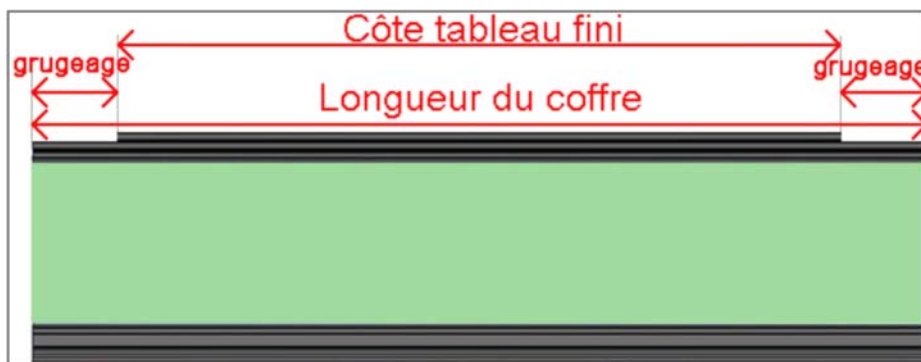 Côte tableau fini
grugeage
grugeage
Longueur du coffre